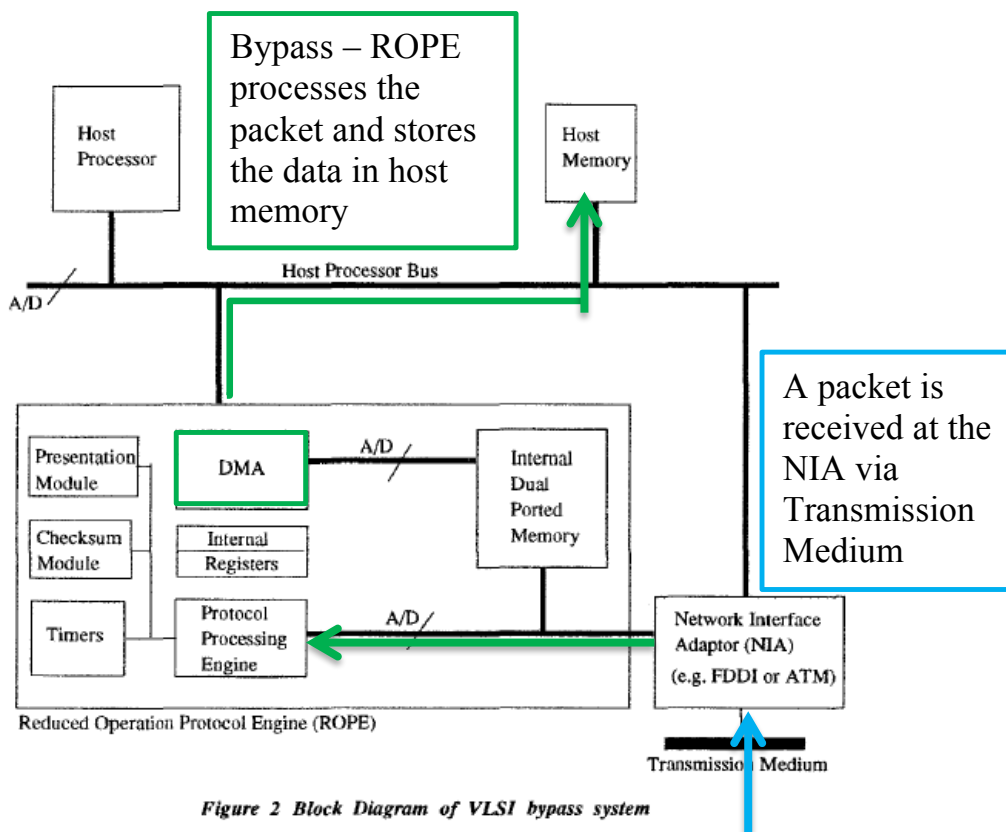 Bypass – ROPE
processes the
packet and stores
the data in host
memory
Host
Processor
Host
Memory
Host Processor Bus
A/D
A packet is
received at the
NIA via
Transmission
Medium
Presentation
Module
DMA
A/D
Internal
Dual
Ported
Memory
Checksum
Module
Internal
Registers
Timers
Protocol
Processing
Engine
A/D
Network Interface
Adaptor (NIA)
(e.g. FDDI or ATM)
Reduced Operation Protocol Engine (ROPE)
Transmission Medium
Figure 2 Block Diagram of VLSI bypass system